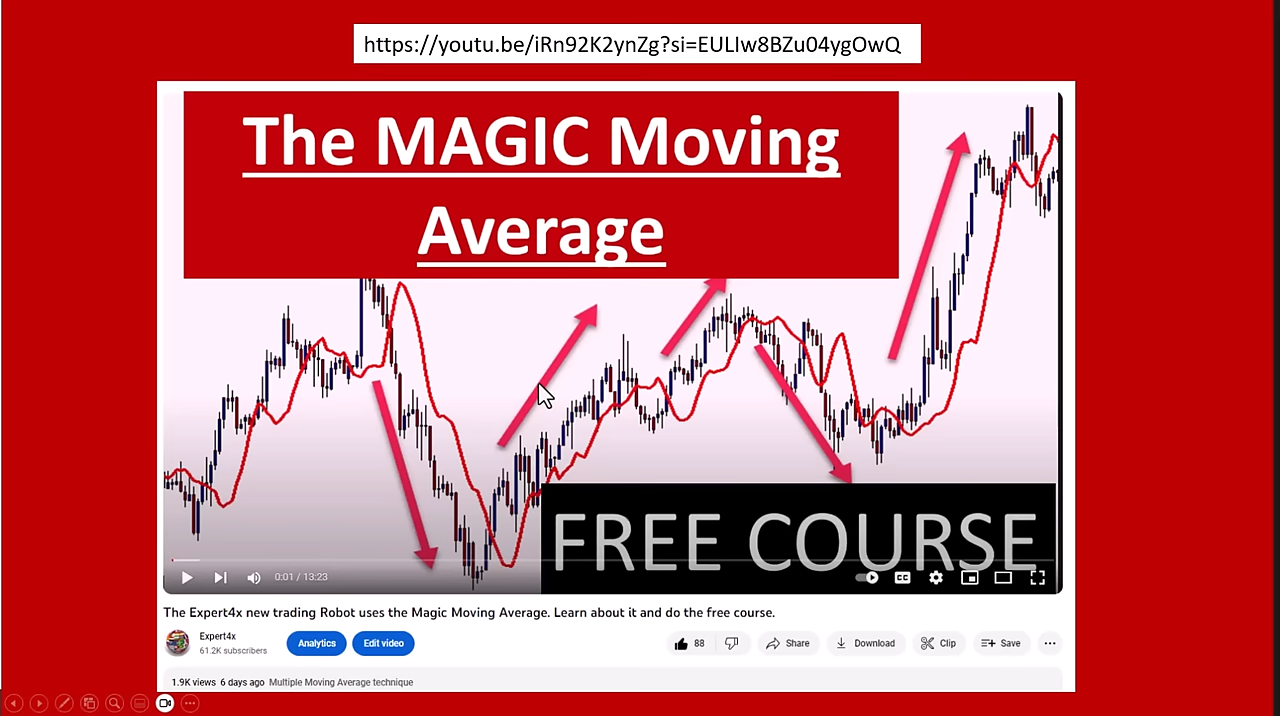 https://youtu.be/iRn92K2ynZg?si=EULIw8BZu04ygOwQ
The MAGIC Moving
Average
FREE COURSE
0:01 / 13:23
CC
The Expert4x new trading Robot uses the Magic Moving Average. Learn about it and do the free course.
Expert4x
61.2K subscribers
Analytics
Edit video
88
Share
Download
Clip
Save
1.9K views 6 days ago Multiple Moving Average technique